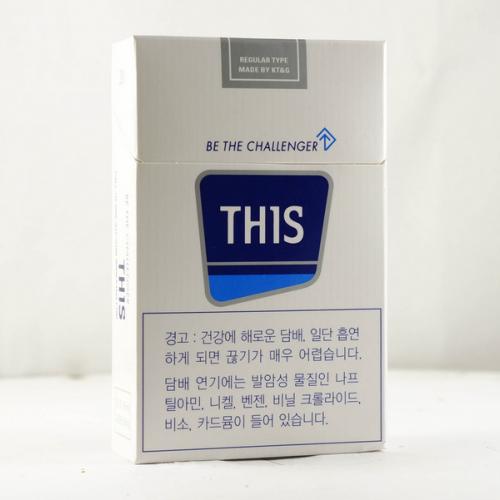 REGULAR TYPE
MADE BY KT&G
BE THE CHALLENGER
THIS
경고 : 건강에 해로운 담배, 일단 흡연
하게 되면 끊기가 매우 어렵습니다.
담배 연기에는 발암성 물질인 나프
틸아민, 니켈, 벤젠, 비닐 크롤라이드,
비소, 카드뮴이 들어 있습니다.
THIS